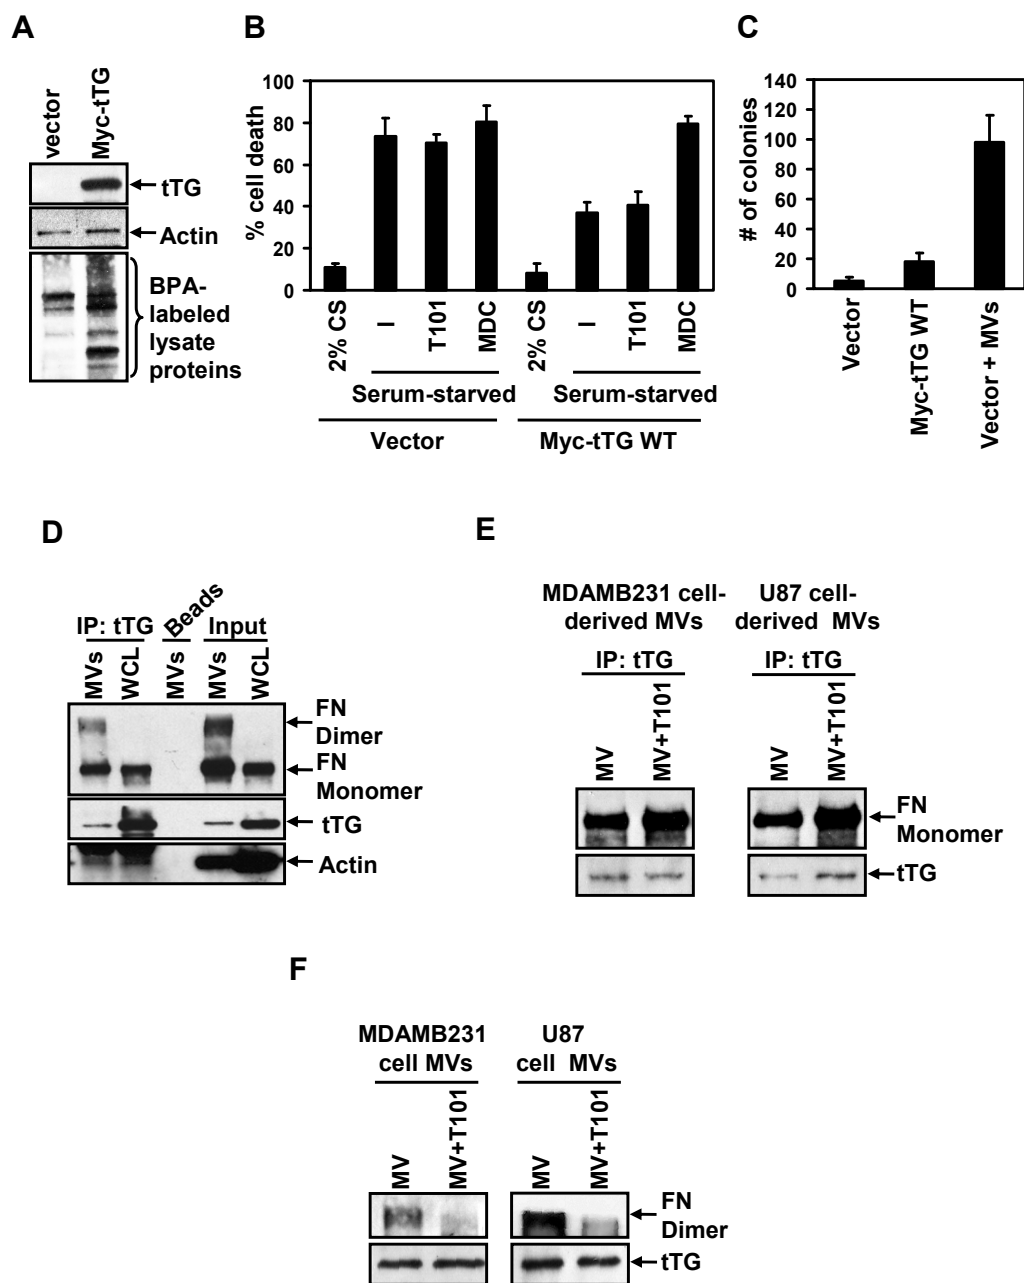 A
vector
Myc-tTG
tTG
Actin
BPA-
labeled
lysate
proteins
B
% cell death
100
80
60
40
20
0
2% CS
–
T101
MDC
2% CS
–
T101
MDC
Serum-starved
Serum-starved
Vector
Myc-tTG WT
C
# of colonies
140
120
100
80
60
40
20
0
Vector
Myc-tTG WT
Vector + MVs
D
IP: tTG
Beads
Input
MVs
WCL
MVs
MVs
WCL
FN
Dimer
FN
Monomer
tTG
Actin
E
MDAMB231 cell-
derived MVs
U87 cell-
derived MVs
IP: tTG
IP: tTG
MV
MV+T101
MV
MV+T101
FN
Monomer
tTG
F
MDAMB231
cell MVs
U87
cell MVs
MV
MV+T101
MV
MV+T101
FN
Dimer
tTG